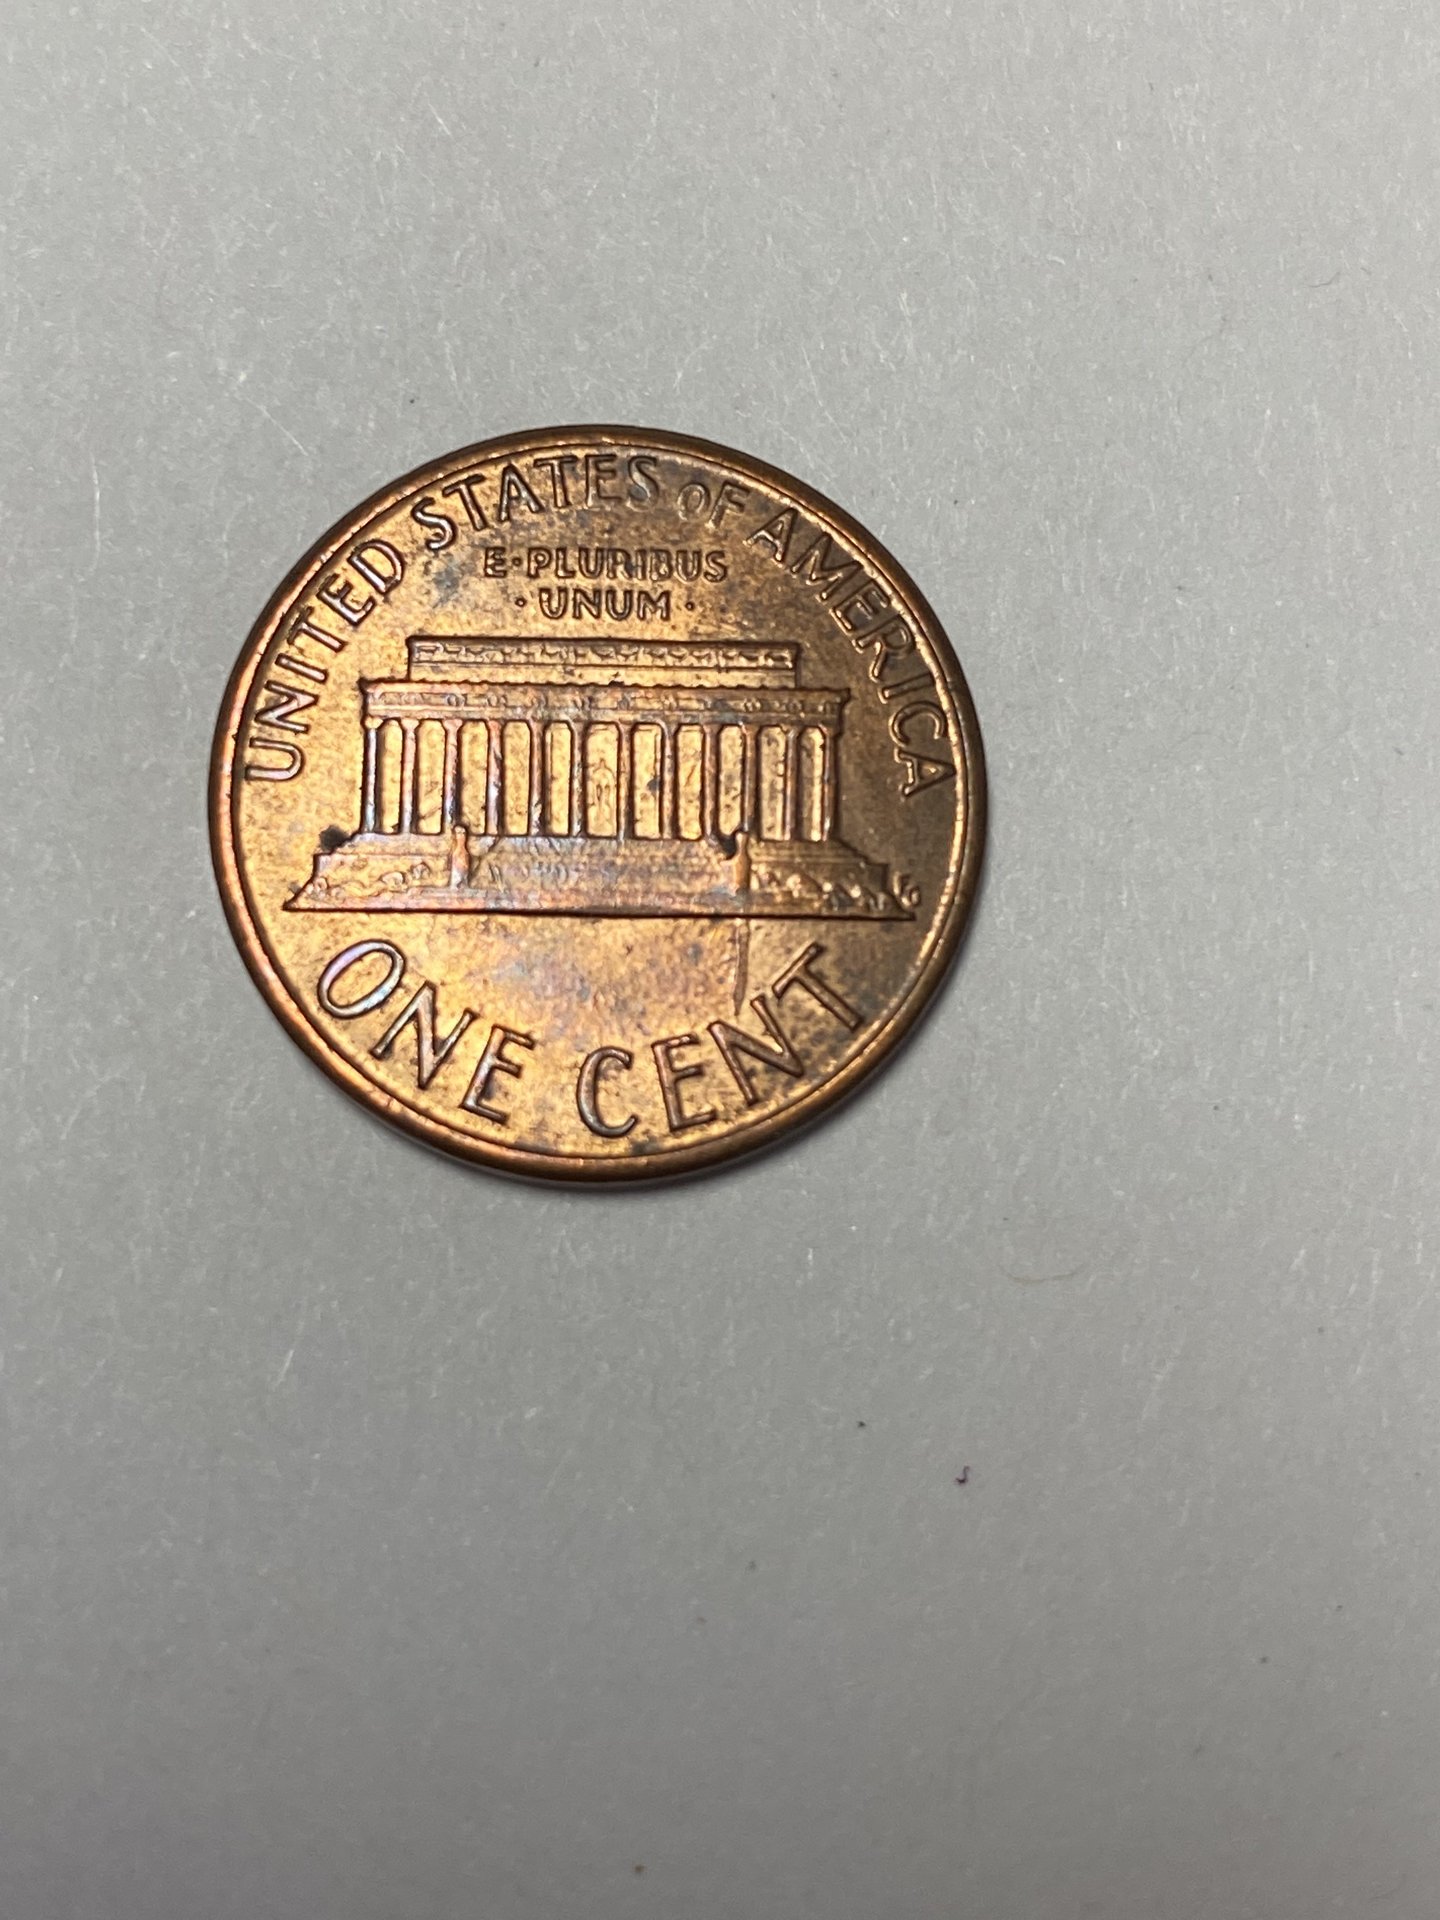 UNITED STATES OF AMERICA
E·PLURIBUS
·UNUM·
ONE CENT